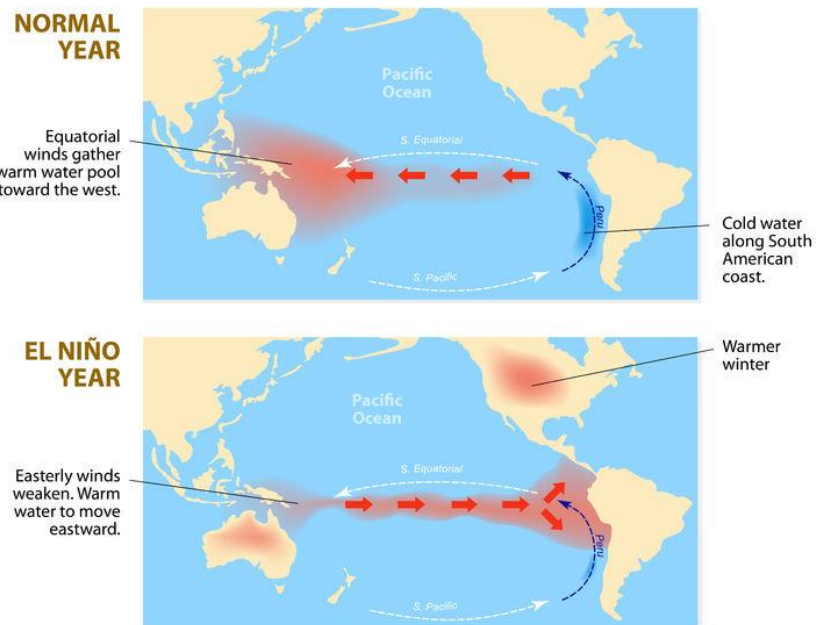 NORMAL
YEAR
Pacific
Ocean
Equatorial
winds gather
warm water pool
toward the west.
S. Equatorial
Peru
Cold water
along South
American
coast.
S. Pacific
EL NIÑO
YEAR
Warmer
winter
Pacific
Ocean
Easterly winds
weaken. Warm
water to move
eastward.
S. Equatorial
Peru
S. Pacific